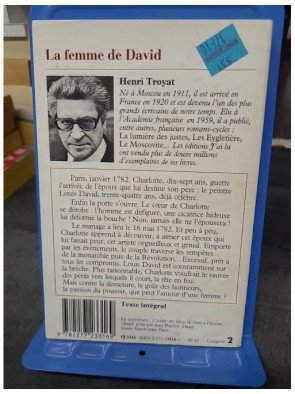 La femme de David
Henri Troyat
Né à Moscou en 1911, il est arrivé en
France en 1920 et est devenu l'un des plus
grands écrivains de notre temps. Elu à
l'Académie française en 1959, il a publié,
entre autres, plusieurs romans-cycles :
La lumière des justes, Les Eygletière,
Le Moscovite... Les éditions J'ai lu
ont vendu plus de douze millions
d'exemplaires de ses livres.
Paris, janvier 1782. Charlotte, dix-sept ans, guette
l'arrivée de l'époux que lui destine son père : le peintre
Louis David, trente-quatre ans, déjà célèbre.
Enfin la porte s'ouvre. Le cœur de Charlotte
se dérobe : l'homme est défiguré, une cicatrice hideuse
lui déforme la bouche ! Non, jamais elle ne l'épousera !
Le mariage a lieu le 16 mai 1782. Et peu à peu,
Charlotte apprend à découvrir, à aimer cet époux qui
lui faisait peur, cet artiste orgueilleux et génial. Emporté
par les événements, le couple traverse les tempêtes
de la monarchie puis de la Révolution... Excessif, prêt à
tous les compromis, Louis David est constamment sur
la brèche. Plus raisonnable, Charlotte voudrait le sauver
des périls vers lesquels il court, la tête en feu.
Mais contre la démesure, le goût des honneurs,
la passion du pouvoir, que peut l'amour d'une femme ?
Texte intégral
9 782277 233169
Catégorie 2